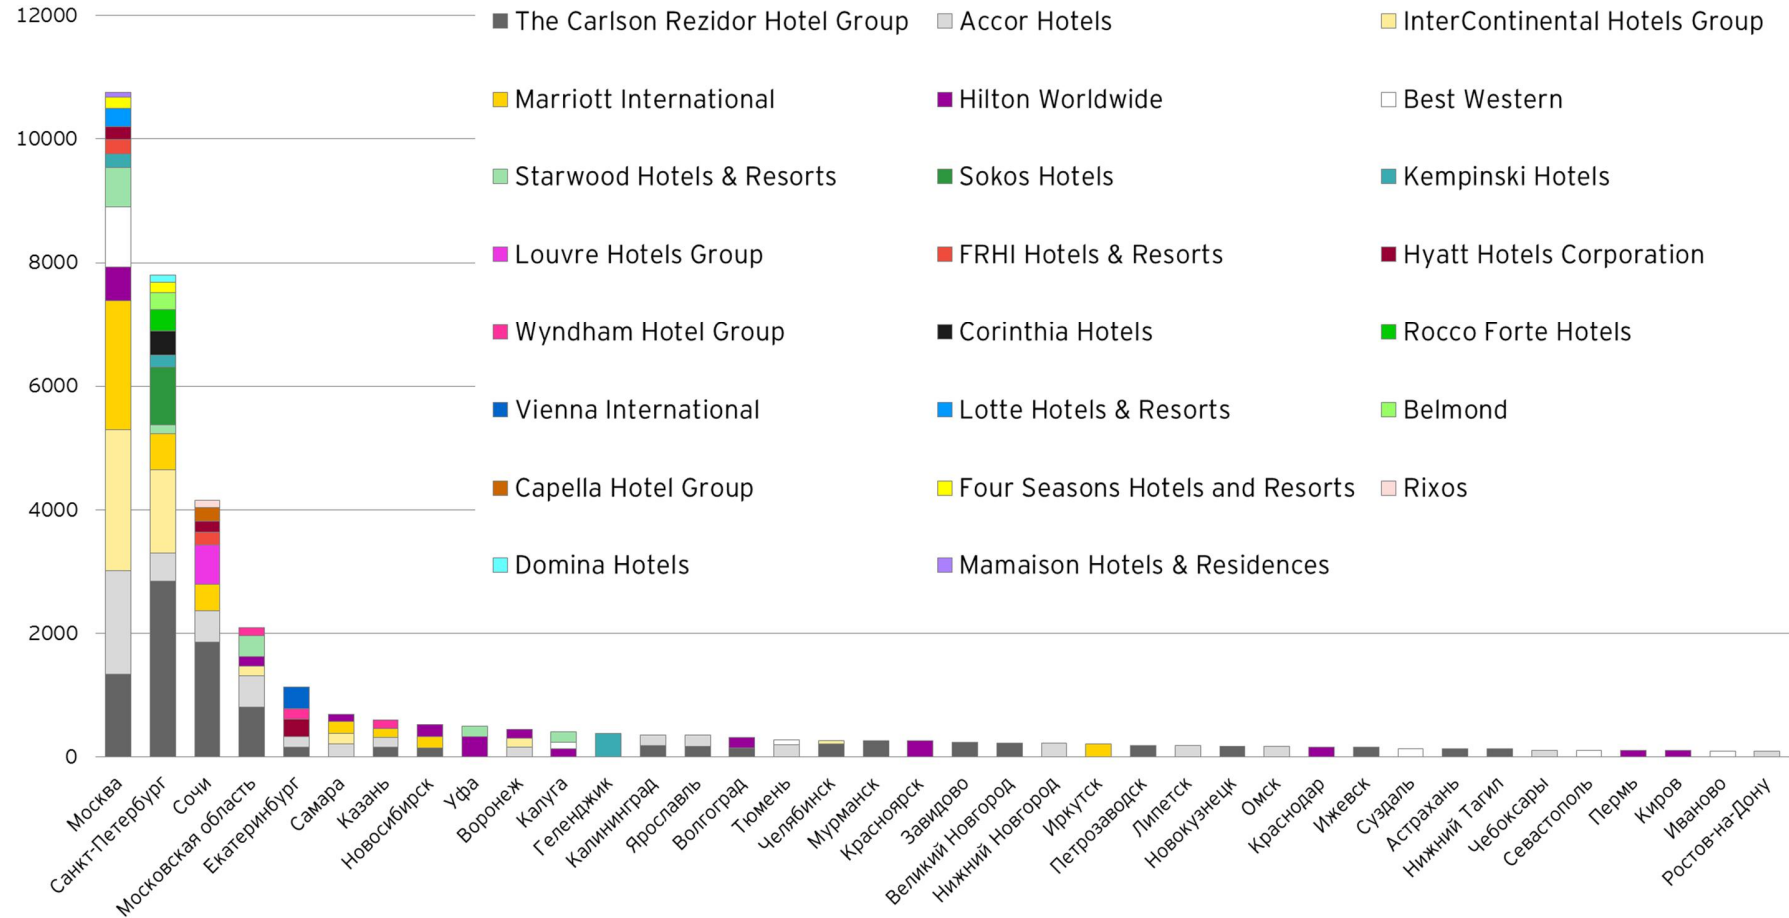 12000
10000
8000
6000
4000
2000
0
The Carlson Rezidor Hotel Group
Accor Hotels
InterContinental Hotels Group
Marriott International
Hilton Worldwide
Best Western
Starwood Hotels & Resorts
Sokos Hotels
Kempinski Hotels
Louvre Hotels Group
FRHI Hotels & Resorts
Hyatt Hotels Corporation
Wyndham Hotel Group
Corinthia Hotels
Rocco Forte Hotels
Vienna International
Lotte Hotels & Resorts
Belmond
Capella Hotel Group
Four Seasons Hotels and Resorts
Rixos
Domina Hotels
Mamaison Hotels & Residences
Москва
Санкт-Петербург
Сочи
Московская область
Екатеринбург
Самара
Казань
Новосибирск
Уфа
Воронеж
Калуга
Геленджик
Калининград
Ярославль
Волгоград
Тюмень
Челябинск
Мурманск
Красноярск
Завидово
Великий Новгород
Нижний Новгород
Иркутск
Петрозаводск
Липетск
Новокузнецк
Омск
Краснодар
Ижевск
Суздаль
Астрахань
Нижний Тагил
Чебоксары
Севастополь
Пермь
Киров
Иваново
Ростов-на-Дону